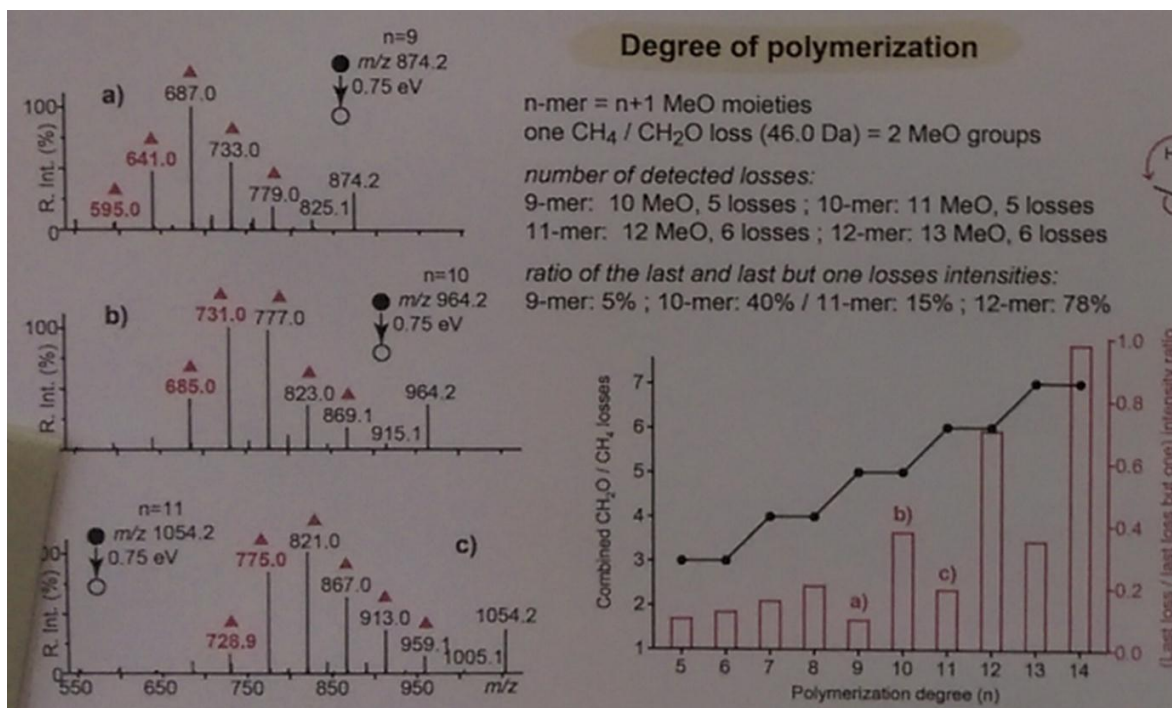 Degree of polymerization
n-mer = n+1 MeO moieties
one CH₄ / CH₂O loss (46.0 Da) = 2 MeO groups
number of detected losses:
9-mer: 10 MeO, 5 losses ; 10-mer: 11 MeO, 5 losses
11-mer: 12 MeO, 6 losses ; 12-mer: 13 MeO, 6 losses
ratio of the last and last but one losses intensities:
9-mer: 5% ; 10-mer: 40% / 11-mer: 15% ; 12-mer: 78%
a)
n=9
m/z 874.2
0.75 eV
R. Int. (%)
100
0
595.0
641.0
687.0
733.0
779.0
825.1
874.2
b)
n=10
m/z 964.2
0.75 eV
R. Int. (%)
100
685.0
731.0
777.0
823.0
869.1
915.1
964.2
c)
n=11
m/z 1054.2
0.75 eV
R. Int. (%)
0
728.9
775.0
821.0
867.0
913.0
959.1
1005.1
1054.2
550 650 750 850 950 m/z
Combined CH₂O / CH₄ losses
7
6
5
4
3
2
1
a)
b)
c)
5 6 7 8 9 10 11 12 13 14
Polymerization degree (n)
1.0
0.8
0.6
0.4
0.2
0.0
last loss / last but one) intensity ratio